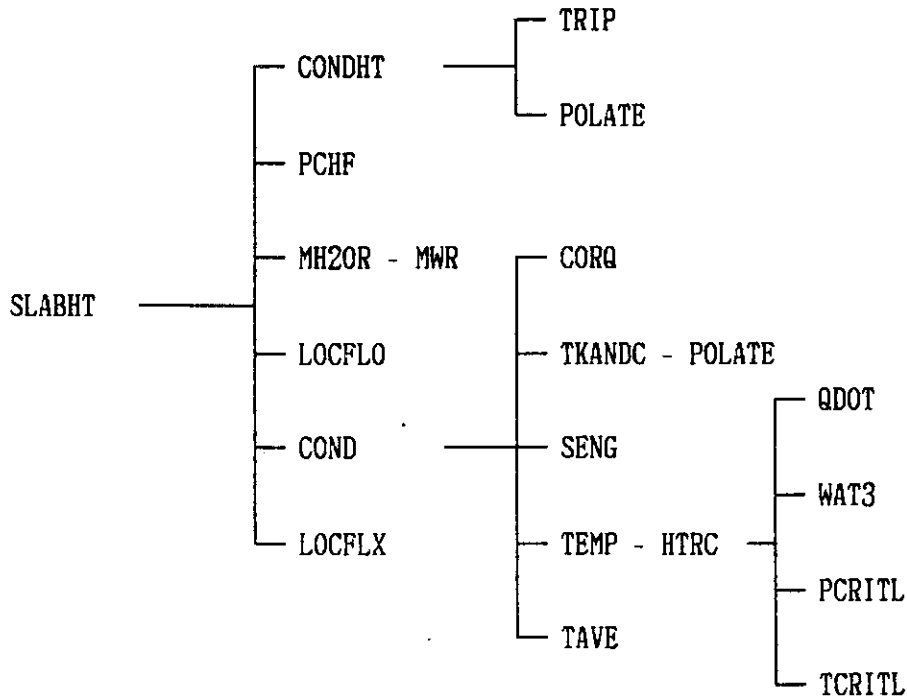 TRIP
CONDHT
POLATE
PCHF
MH2OR - MWR
CORQ
SLABHT
LOCFLO
TKANDC - POLATE
QDOT
COND
SENG
WAT3
LOCFLX
TEMP - HTRC
PCRITL
TAVE
TCRITL